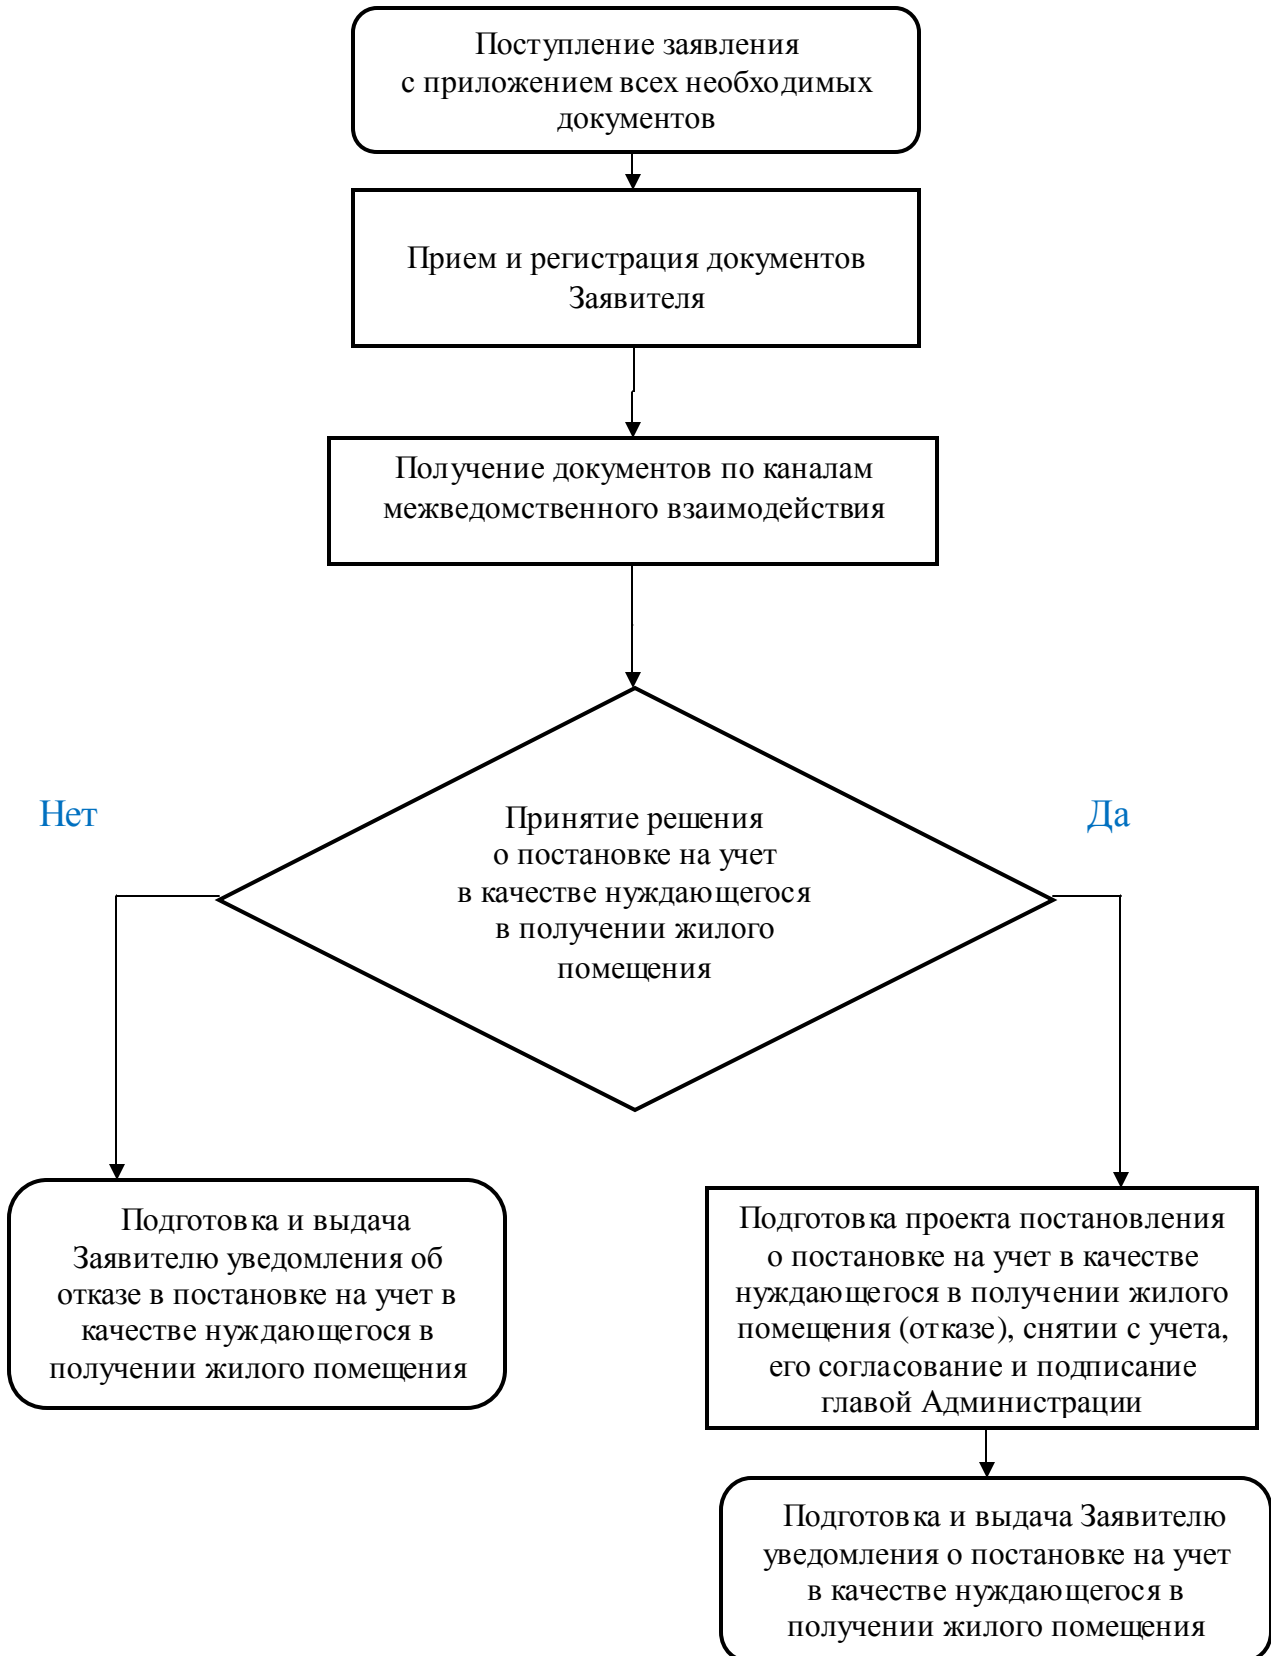 Поступление заявления
с приложением всех необходимых
документов
Прием и регистрация документов
Заявителя
Получение документов по каналам
межведомственного взаимодействия
Нет
Да
Принятие решения
о постановке на учет
в качестве нуждающегося
в получении жилого
помещения
Подготовка и выдача
Заявителю уведомления об
отказе в постановке на учет в
качестве нуждающегося в
получении жилого помещения
Подготовка проекта постановления
о постановке на учет в качестве
нуждающегося в получении жилого
помещения (отказе), снятии с учета,
его согласование и подписание
главой Администрации
Подготовка и выдача Заявителю
уведомления о постановке на учет
в качестве нуждающегося в
получении жилого помещения